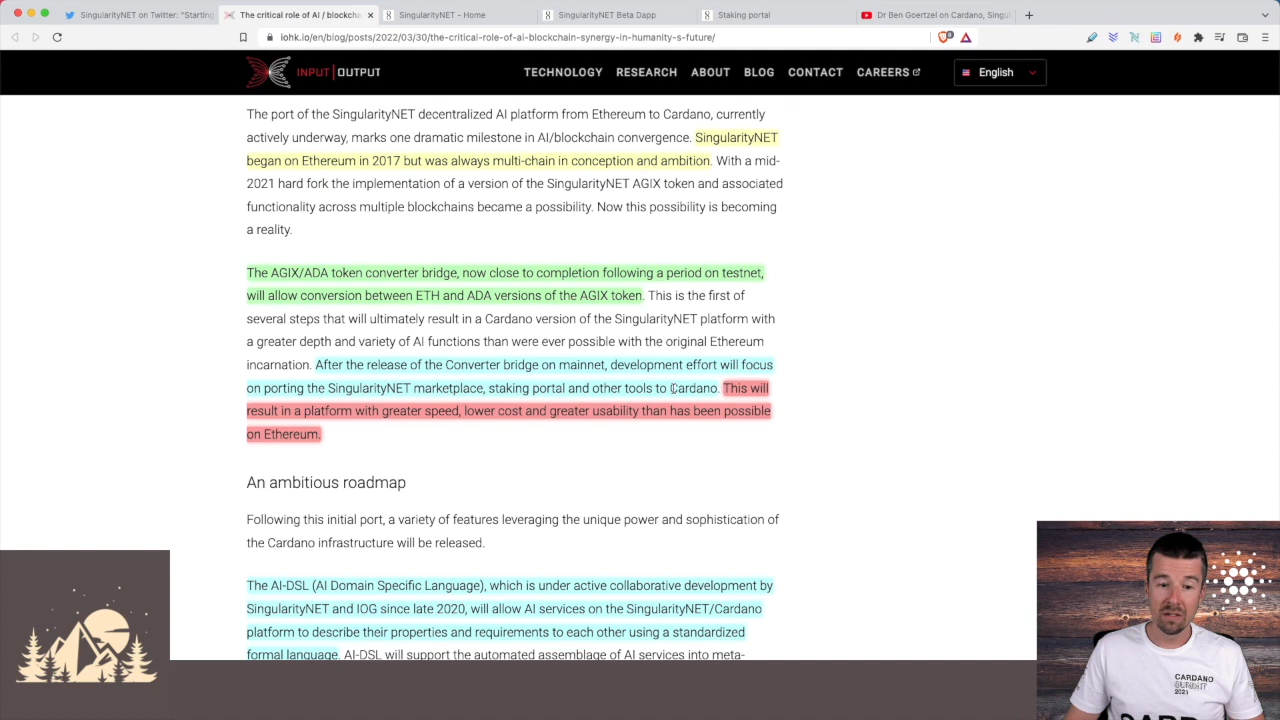 SingularityNET on Twitter: "Starting
The critical role of AI / blockcha
SingularityNET - Home
SingularityNET Beta Dapp
Staking portal
Dr Ben Goertzel on Cardano, Singul
iohk.io/en/blog/posts/2022/03/30/the-critical-role-of-ai-blockchain-synergy-in-humanity-s-future/
INPUT|OUTPUT
TECHNOLOGY
RESEARCH
ABOUT
BLOG
CONTACT
CAREERS
English
The port of the SingularityNET decentralized AI platform from Ethereum to Cardano, currently
actively underway, marks one dramatic milestone in AI/blockchain convergence. SingularityNET
began on Ethereum in 2017 but was always multi-chain in conception and ambition. With a mid-
2021 hard fork the implementation of a version of the SingularityNET AGIX token and associated
functionality across multiple blockchains became a possibility. Now this possibility is becoming
a reality.
The AGIX/ADA token converter bridge, now close to completion following a period on testnet,
will allow conversion between ETH and ADA versions of the AGIX token. This is the first of
several steps that will ultimately result in a Cardano version of the SingularityNET platform with
a greater depth and variety of AI functions than were ever possible with the original Ethereum
incarnation. After the release of the Converter bridge on mainnet, development effort will focus
on porting the SingularityNET marketplace, staking portal and other tools to Cardano. This will
result in a platform with greater speed, lower cost and greater usability than has been possible
on Ethereum.
An ambitious roadmap
Following this initial port, a variety of features leveraging the unique power and sophistication of
the Cardano infrastructure will be released.
The AI-DSL (AI Domain Specific Language), which is under active collaborative development by
SingularityNET and IOG since late 2020, will allow AI services on the SingularityNET/Cardano
platform to describe their properties and requirements to each other using a standardized
formal language. AI-DSL will support the automated assemblage of AI services into meta-
CARDANO
SUMMIT
2021